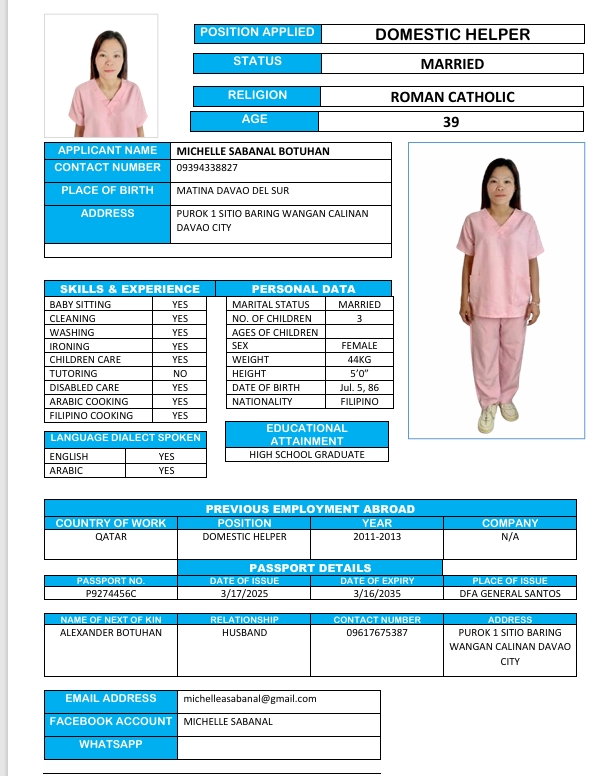 POSITION APPLIED DOMESTIC HELPER
STATUS MARRIED
RELIGION ROMAN CATHOLIC
AGE 39
APPLICANT NAME MICHELLE SABANAL BOTUHAN
CONTACT NUMBER 09394338827
PLACE OF BIRTH MATINA DAVAO DEL SUR
ADDRESS PUROK 1 SITIO BARING WANGAN CALINAN
DAVAO CITY
SKILLS & EXPERIENCE PERSONAL DATA
BABY SITTING YES MARITAL STATUS MARRIED
CLEANING YES NO. OF CHILDREN 3
WASHING YES AGES OF CHILDREN
IRONING YES SEX FEMALE
CHILDREN CARE YES WEIGHT 44KG
TUTORING NO HEIGHT 5’0”
DISABLED CARE YES DATE OF BIRTH Jul. 5, 86
ARABIC COOKING YES NATIONALITY FILIPINO
FILIPINO COOKING YES
LANGUAGE DIALECT SPOKEN
ENGLISH YES
ARABIC YES
EDUCATIONAL
ATTAINMENT
HIGH SCHOOL GRADUATE
PREVIOUS EMPLOYMENT ABROAD
COUNTRY OF WORK POSITION YEAR COMPANY
QATAR DOMESTIC HELPER 2011-2013 N/A
PASSPORT DETAILS
PASSPORT NO. DATE OF ISSUE DATE OF EXPIRY PLACE OF ISSUE
P9274456C 3/17/2025 3/16/2035 DFA GENERAL SANTOS
NAME OF NEXT OF KIN RELATIONSHIP CONTACT NUMBER ADDRESS
ALEXANDER BOTUHAN HUSBAND 09617675387 PUROK 1 SITIO BARING
WANGAN CALINAN DAVAO
CITY
EMAIL ADDRESS michelleasabanal@gmail.com
FACEBOOK ACCOUNT MICHELLE SABANAL
WHATSAPP